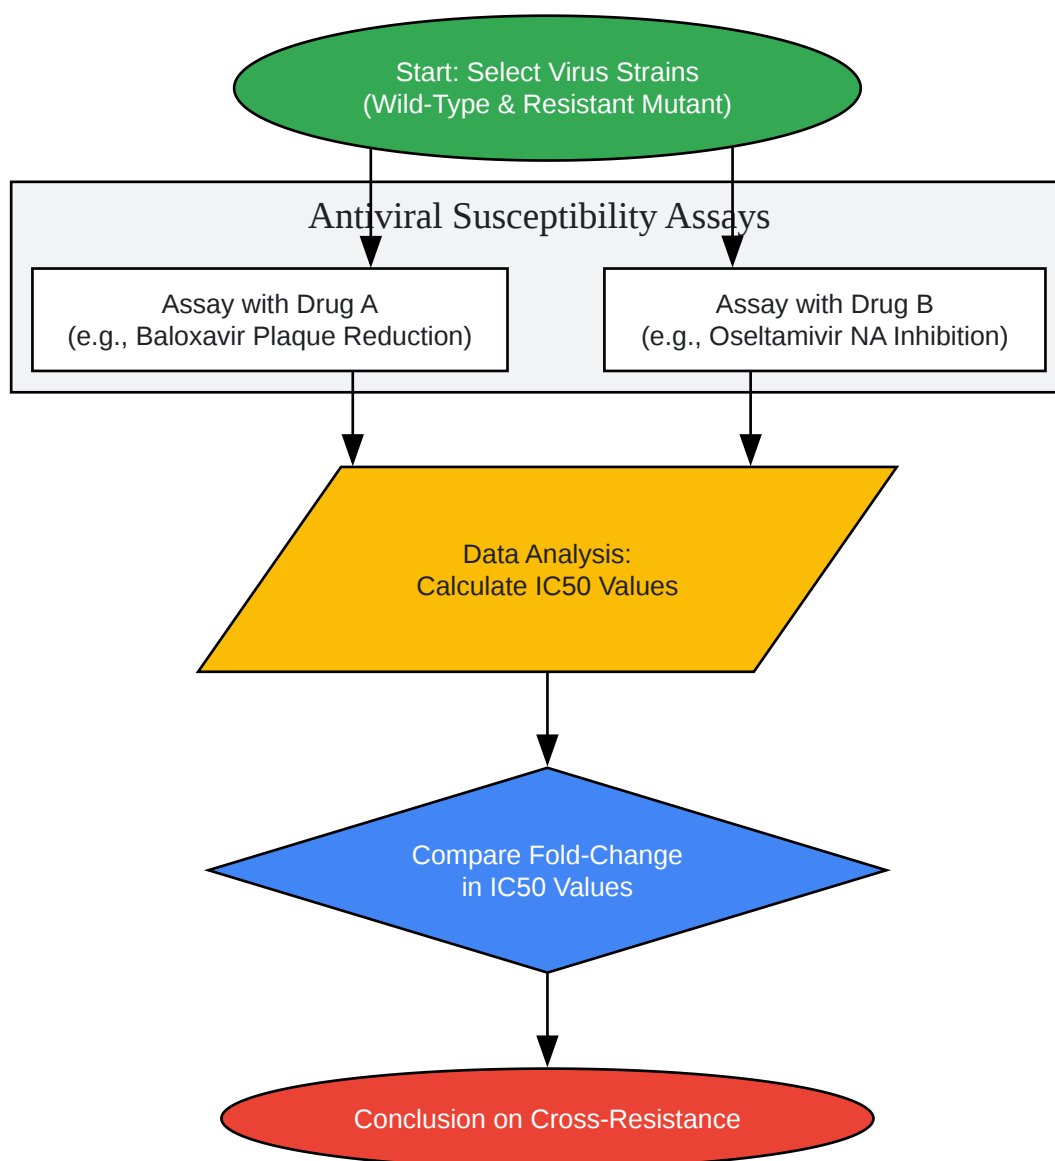 Start: Select Virus Strains
(Wild-Type & Resistant Mutant)
Antiviral Susceptibility Assays
Assay with Drug A
(e.g., Baloxavir Plaque Reduction)
Assay with Drug B
(e.g., Oseltamivir NA Inhibition)
Data Analysis:
Calculate IC50 Values
Compare Fold-Change
in IC50 Values
Conclusion on Cross-Resistance